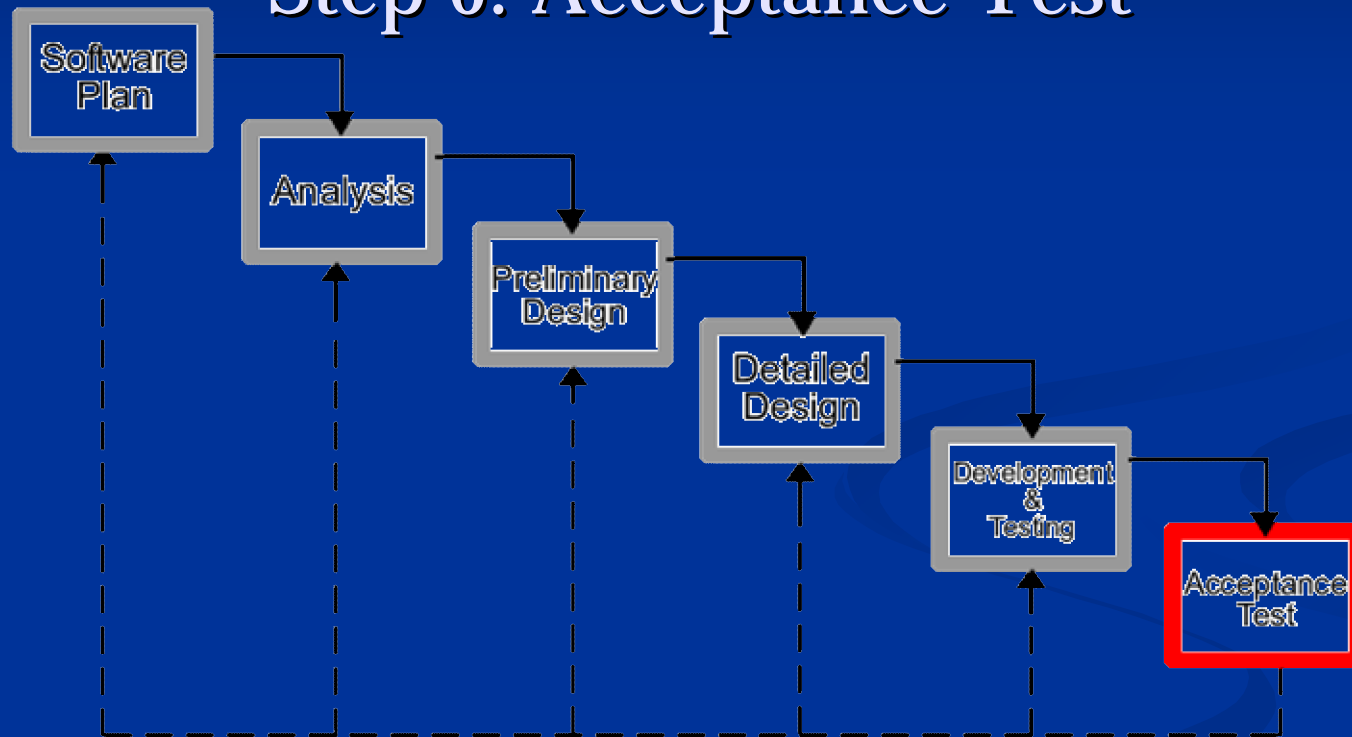 Step 6: Acceptance Test
Software
Plan
Analysis
Preliminary
Design
Detailed
Design
Development
&
Testing
Acceptance
Test